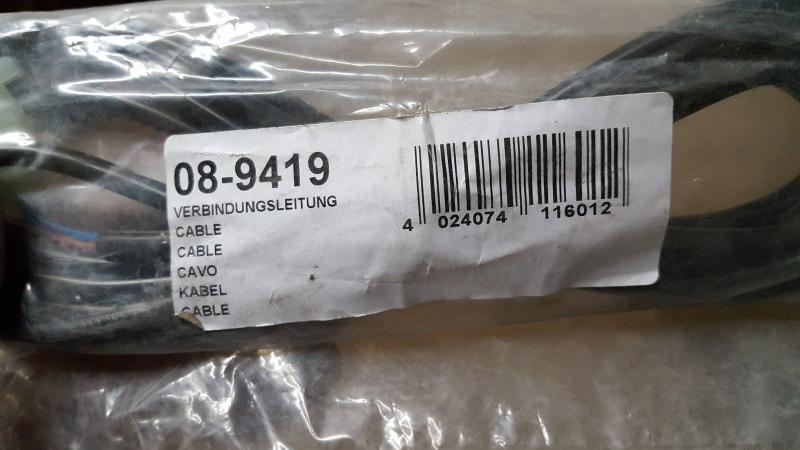 08-9419
VERBINDUNGSLEITUNG
CABLE
CABLE
CAVO
KABEL
CABLE
4 024074 116012